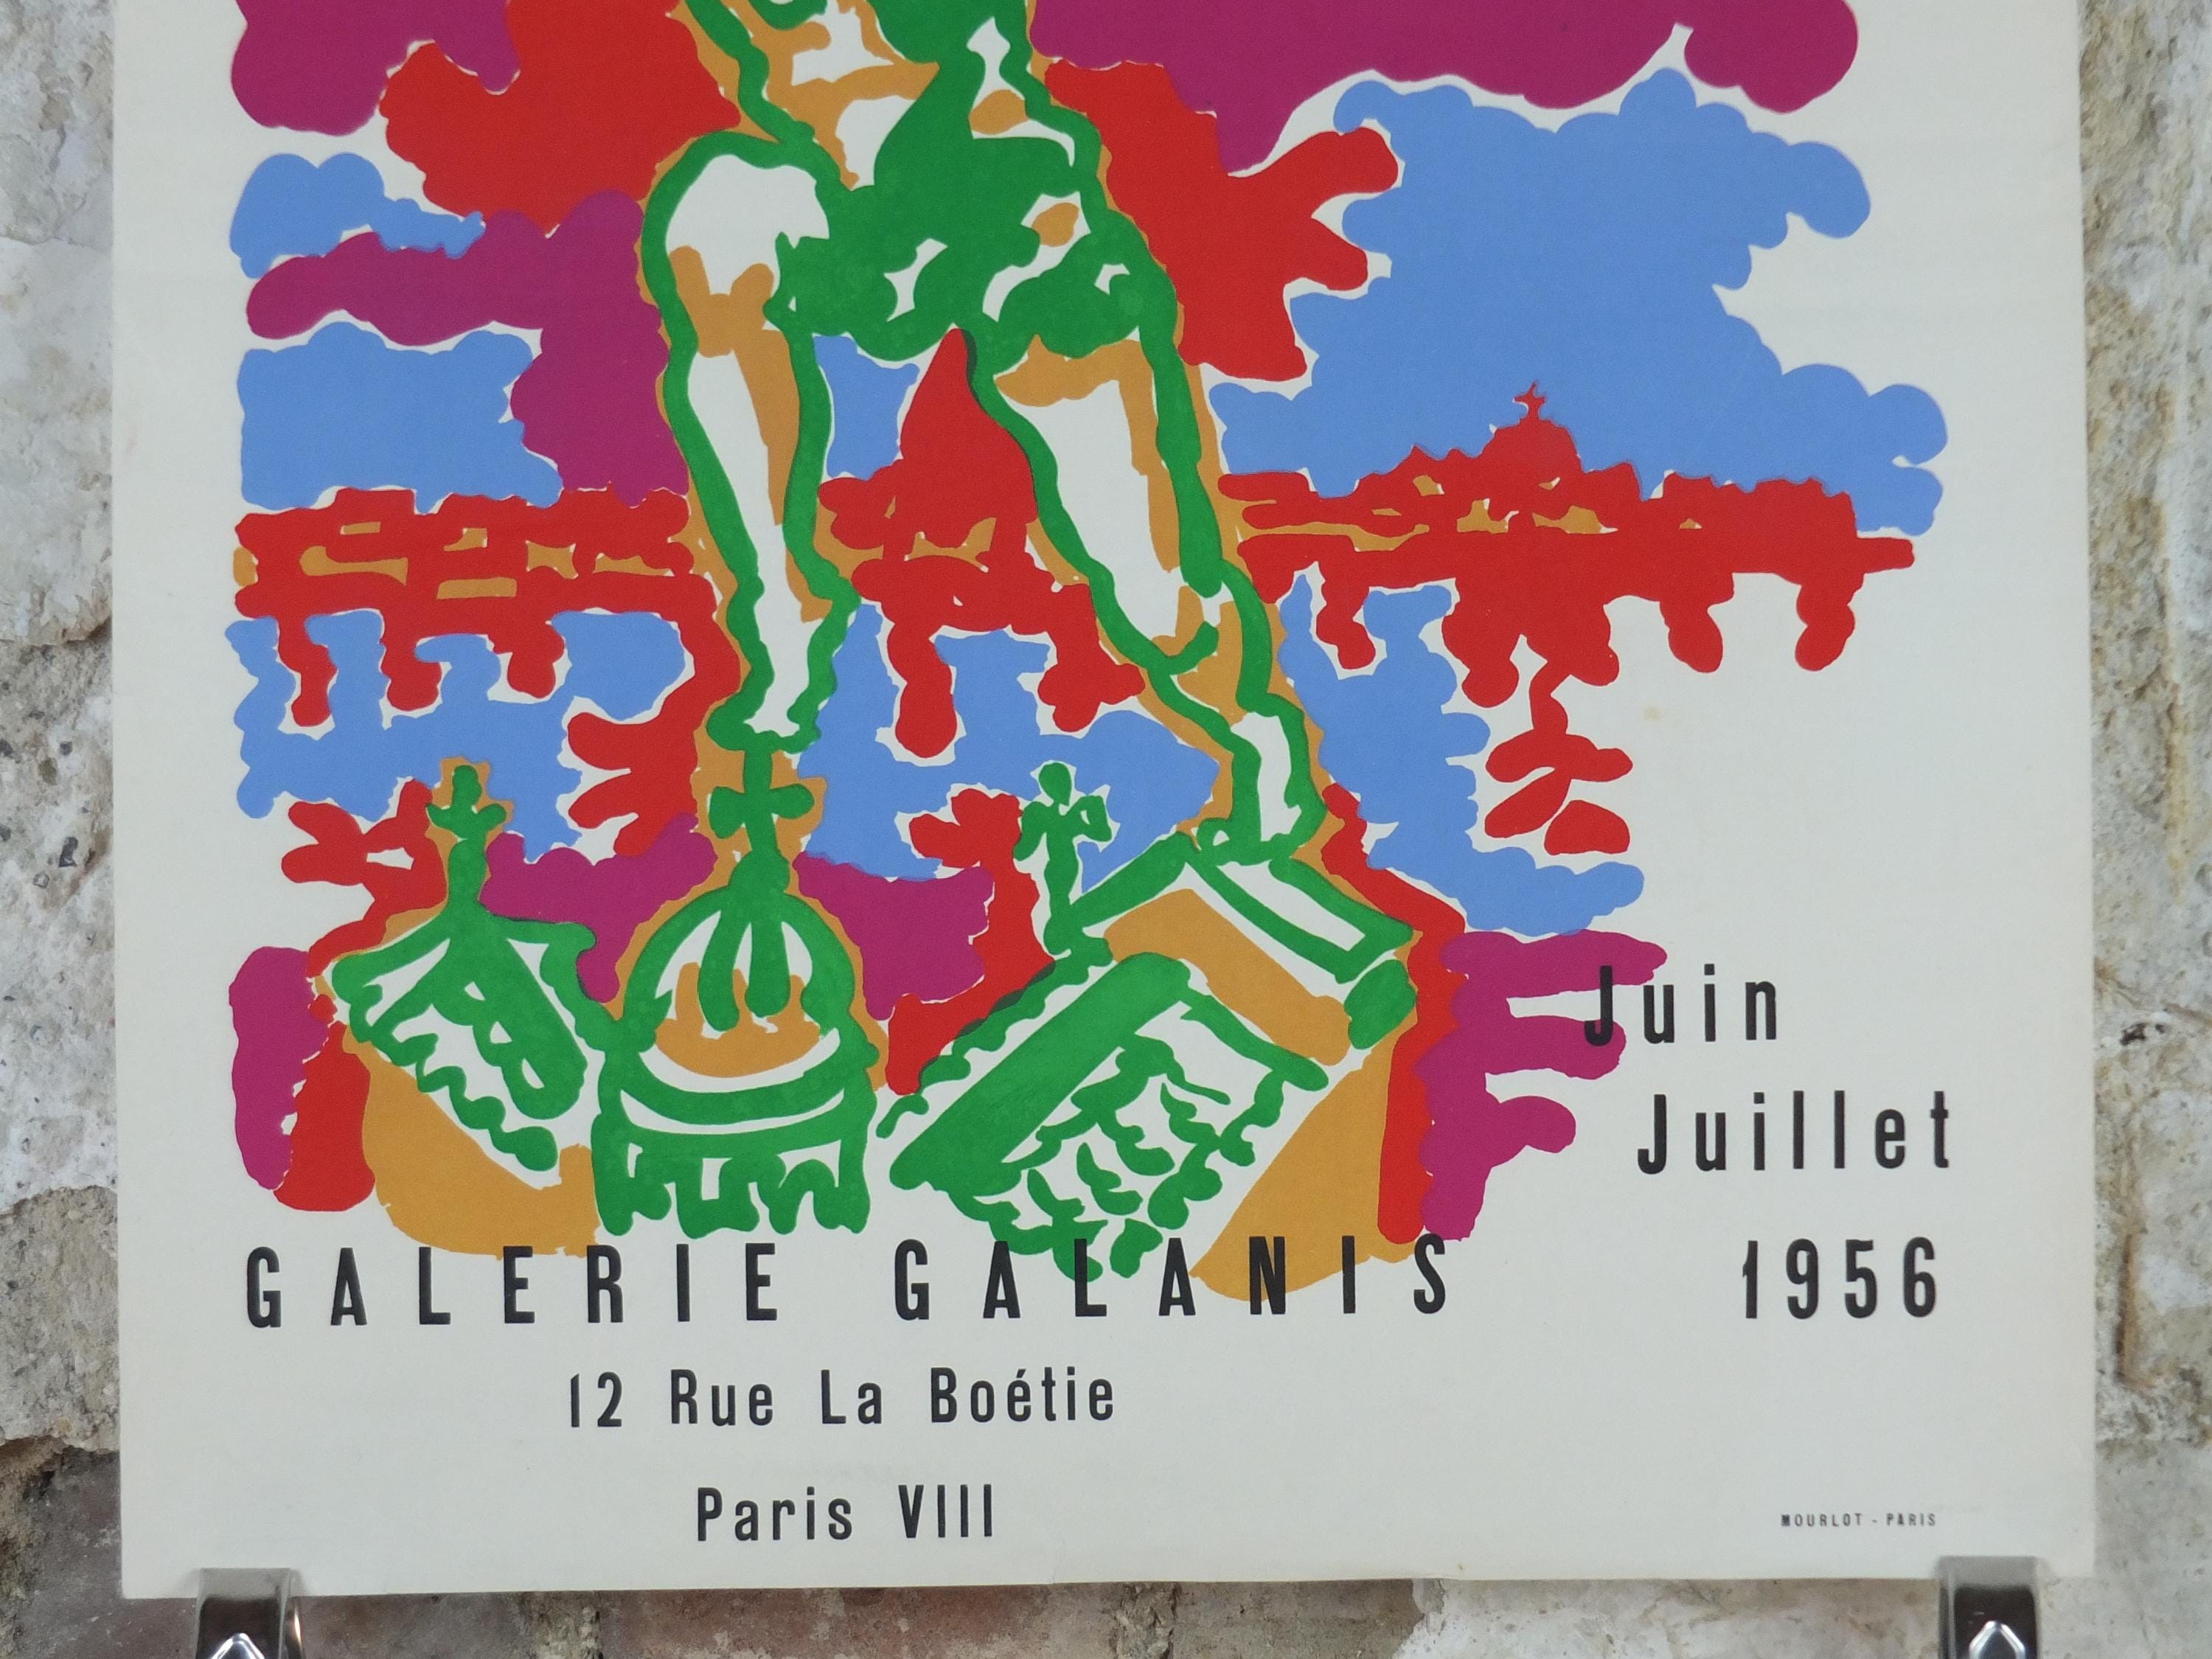 Juin
Juillet
1956
GALERIE GALANIS
12 Rue La Boétie
Paris VIII
MOURLOT - PARIS